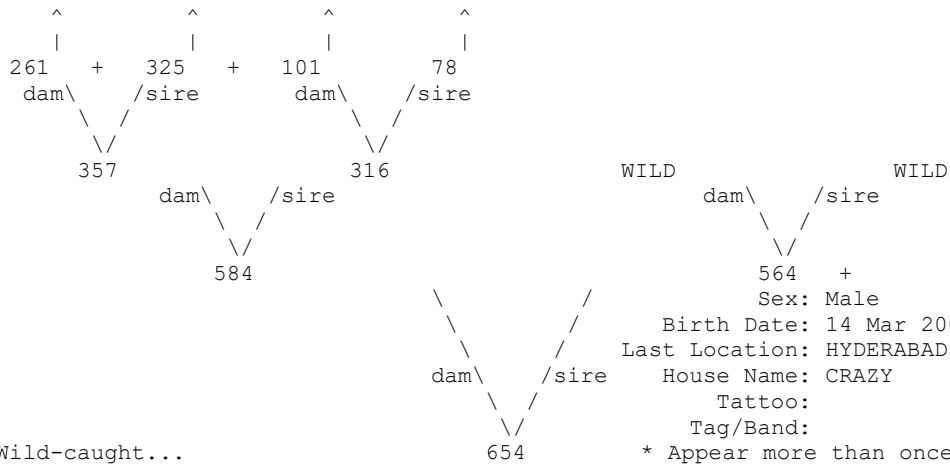 ^ ^ ^ ^
| | | |
261 + 325 + 101 78
dam\ /sire dam\ /sire
\ / \ /
\/ \/
357 316 WILD WILD
dam\ /sire dam\ /sire
\ / \ /
\/ \/
584 564 +
\ / Sex: Male
\ / Birth Date: 14 Mar
\ / Last Location: HYDERABAD
dam\ /sire House Name: CRAZY
\ / Tattoo:
\/ Tag/Band:
Wild-caught... 654 * Appear more than once